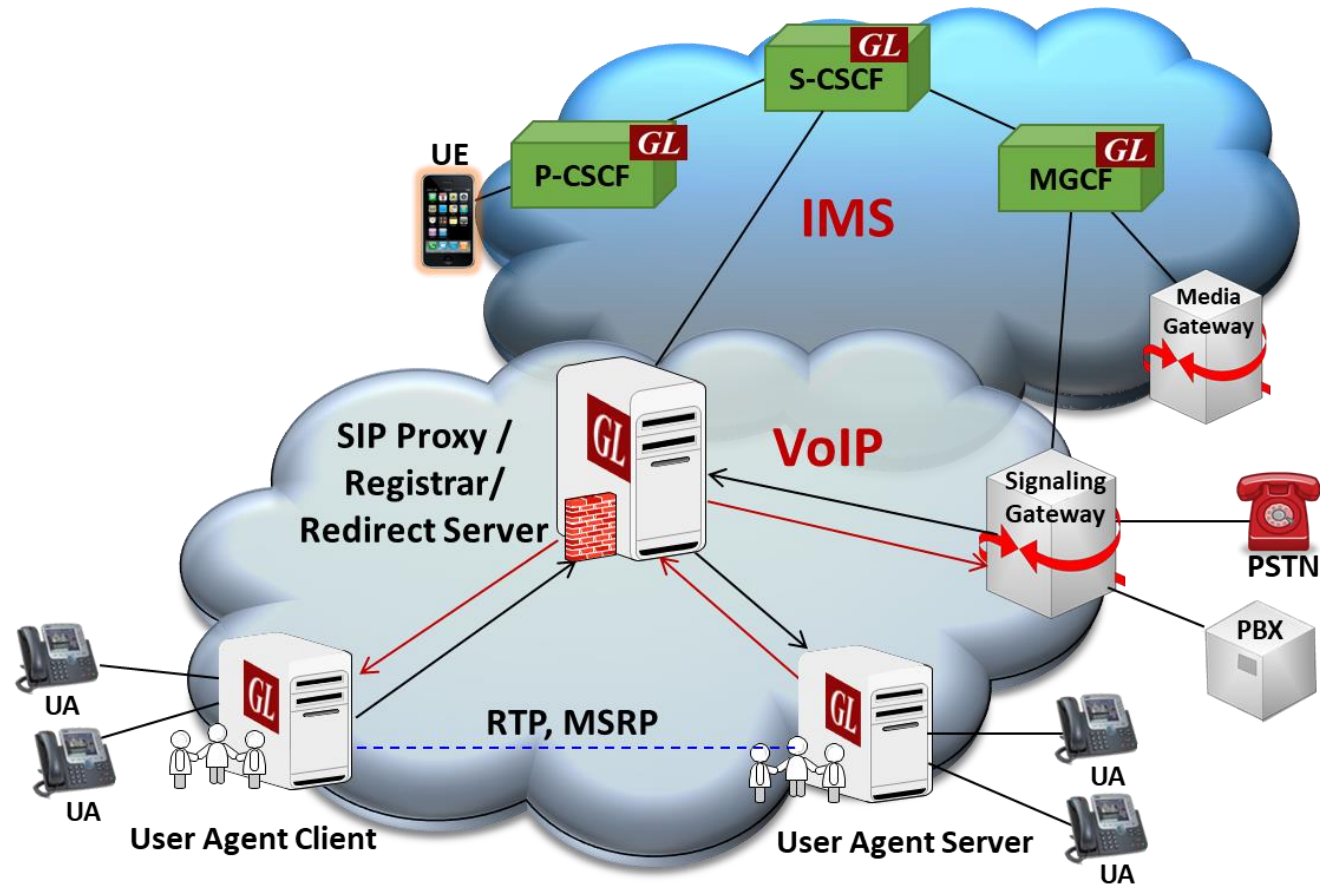 GL
S-CSCF
GL
P-CSCF
GL
MGCF
UE
IMS
Media
Gateway
SIP Proxy /
Registrar/
Redirect Server
GL
VoIP
Signaling
Gateway
PSTN
PBX
UA
UA
GL
RTP, MSRP
GL
UA
UA
User Agent Client
User Agent Server